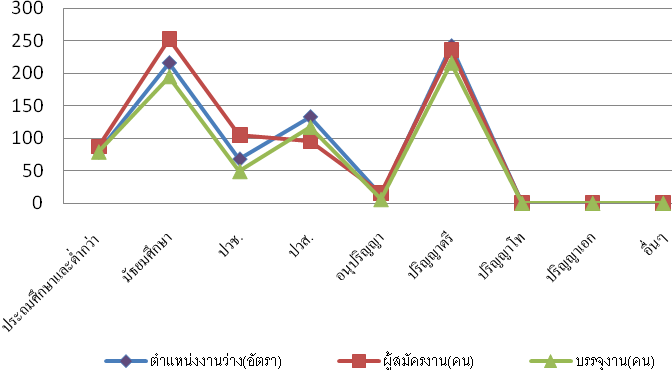 300
250
200
150
100
50
0
ประถมศึกษาและต่ำกว่า
มัธยมศึกษา
ปวช.
ปวส.
อนุปริญญา
ปริญญาตรี
ปริญญาโท
ปริญญาเอก
อื่นๆ
ตำแหน่งงานว่าง(อัตรา) ผู้สมัครงาน(คน) บรรจุงาน(คน)